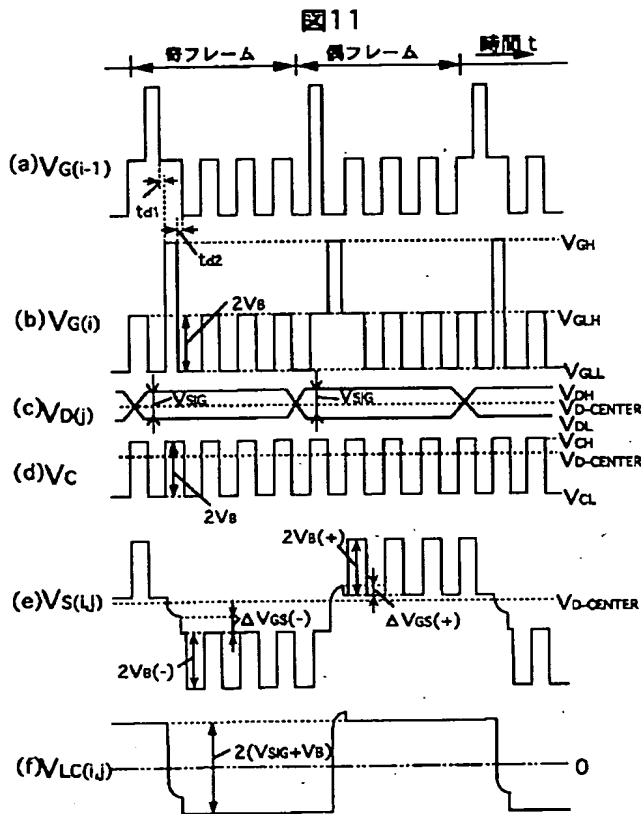 図11
奇フレーム 偶フレーム 時間 t
(a)VG(i-1)
td1
td2
VGH
2VB
(b)VG(i)
VGLH
VGLL
VSIG VSIG
VDH
(c)VD(j)
VD-CENTER
VDL
VCH
(d)VC
VD-CENTER
2VB
VCL
2VB(+)
(e)VS(i,j)
VD-CENTER
ΔVGS(-) ΔVGS(+)
2VB(-)
2(VSIG+VB)
(f)VLC(i,j)
0